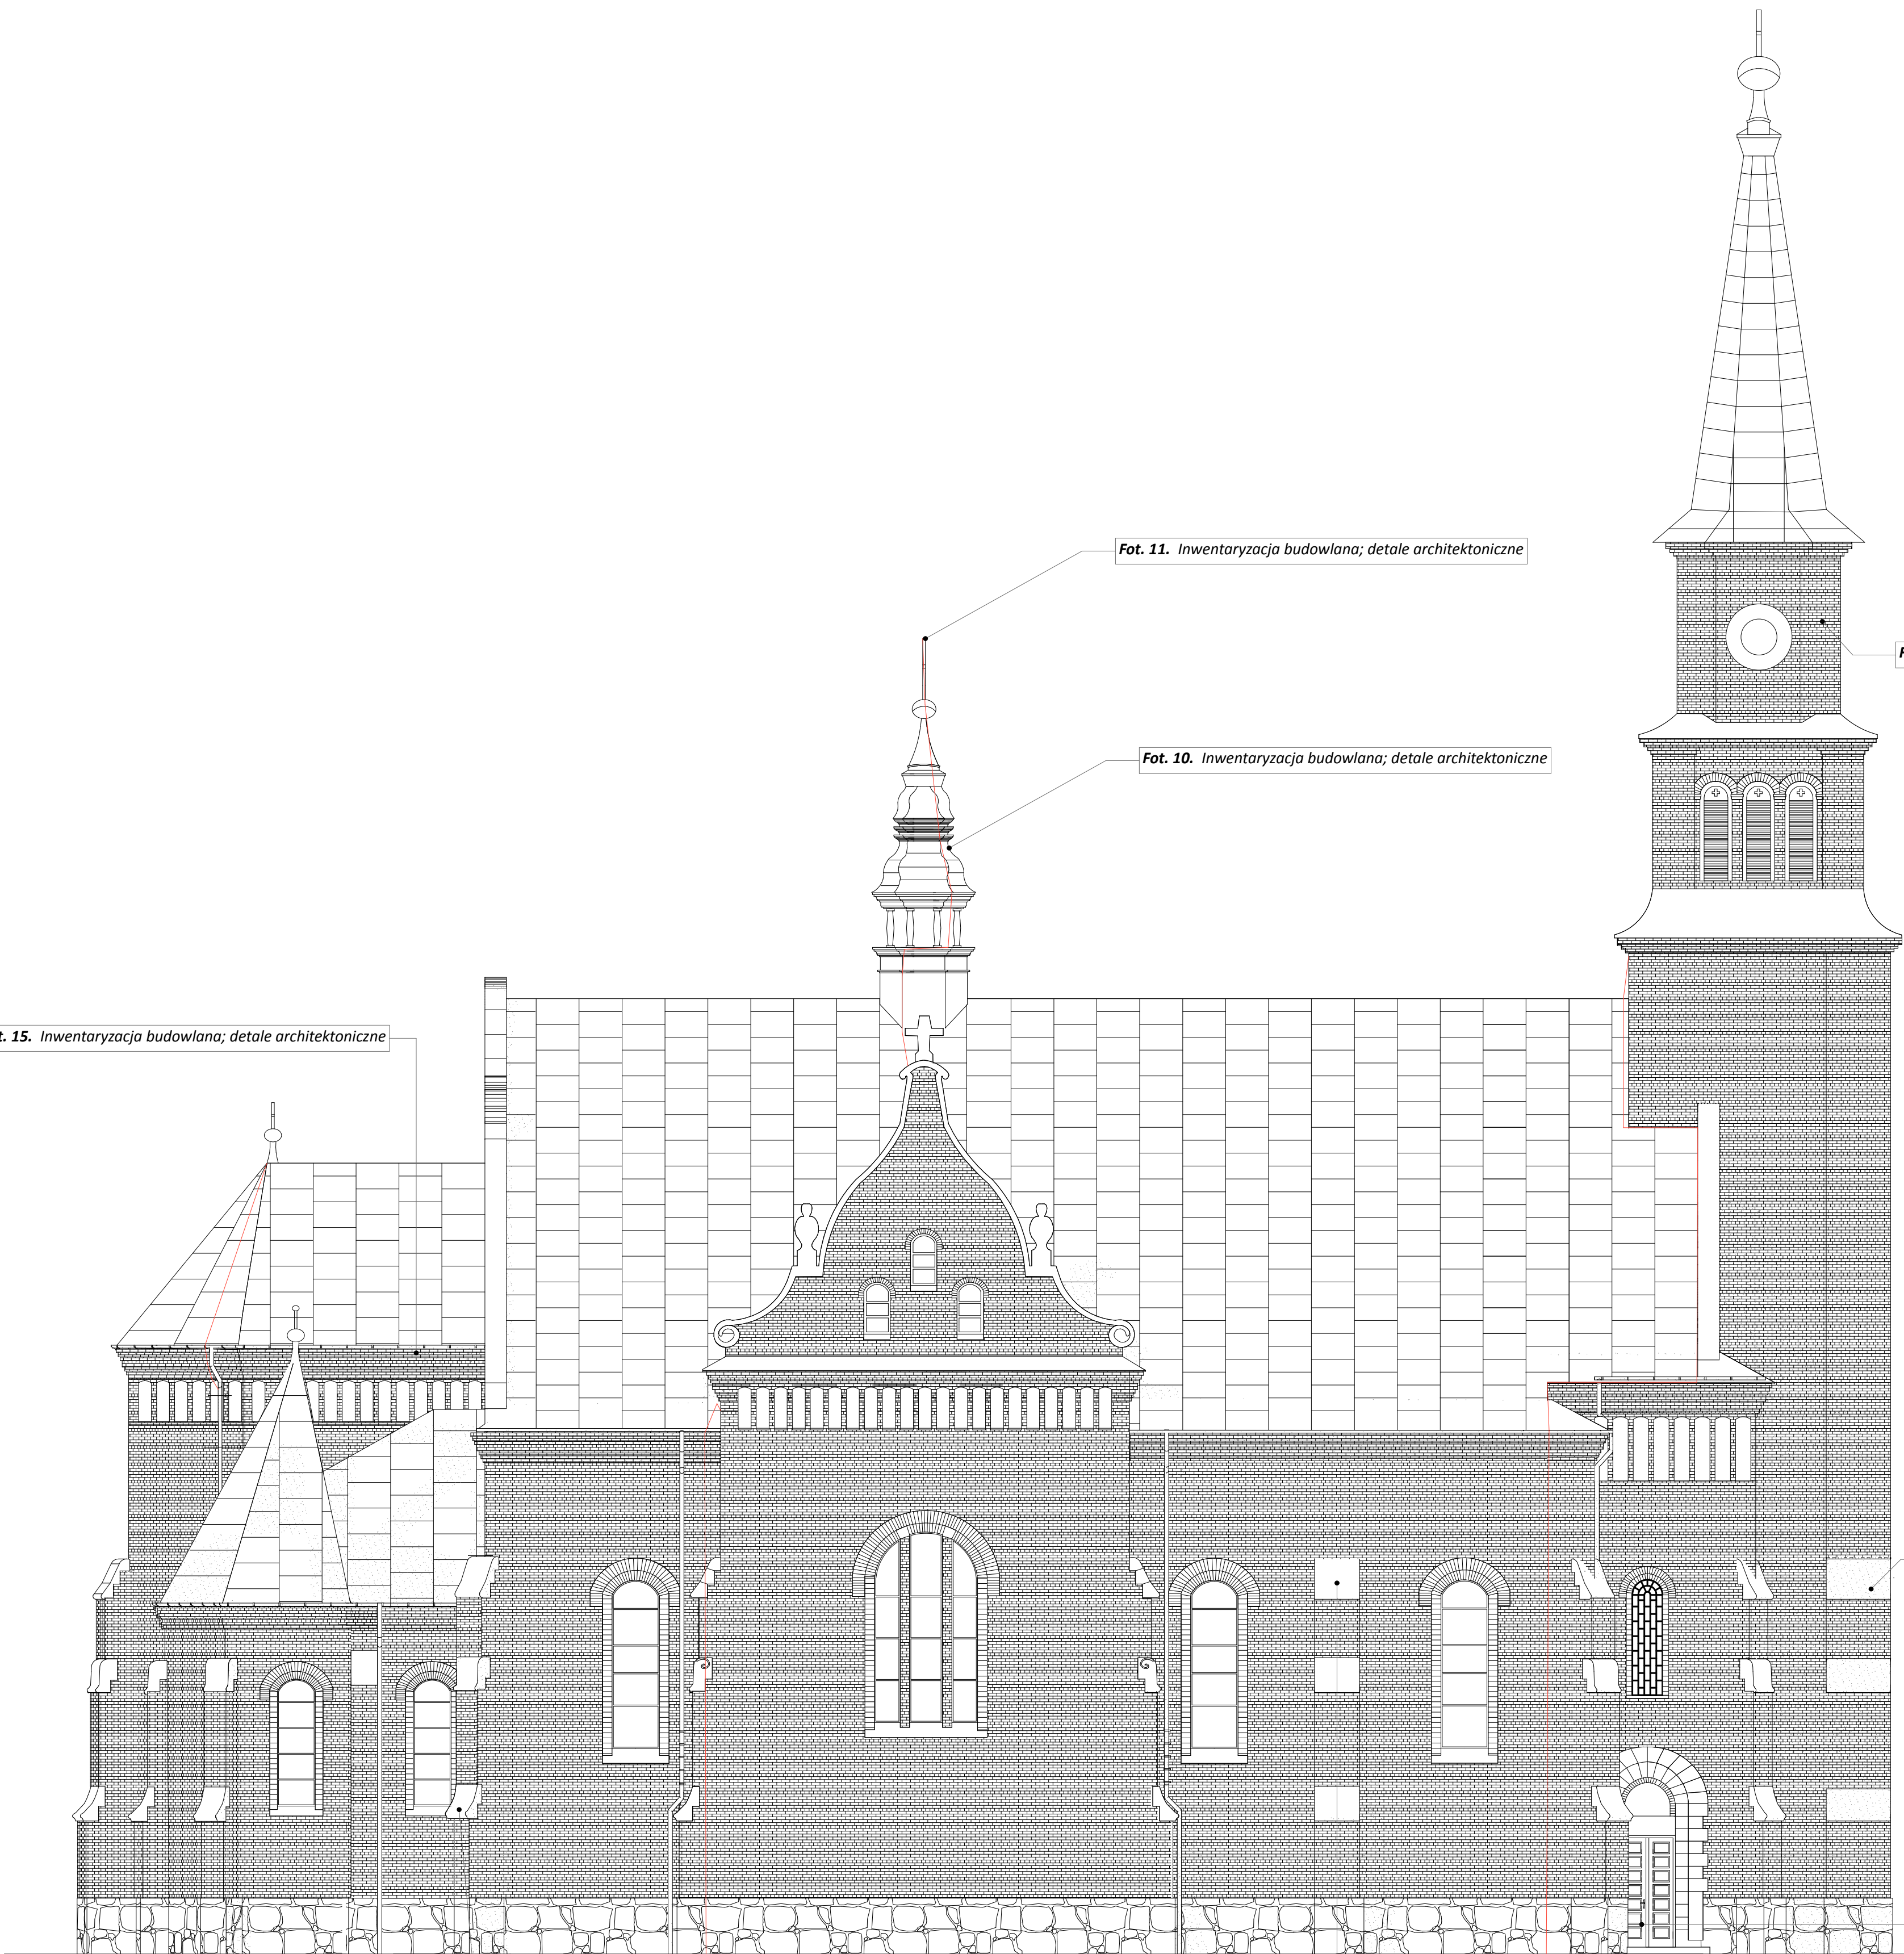 Fot. 11. Inwentaryzacja budowlana; detale architektoniczne
F
Fot. 10. Inwentaryzacja budowlana; detale architektoniczne
t. 15. Inwentaryzacja budowlana; detale architektoniczne